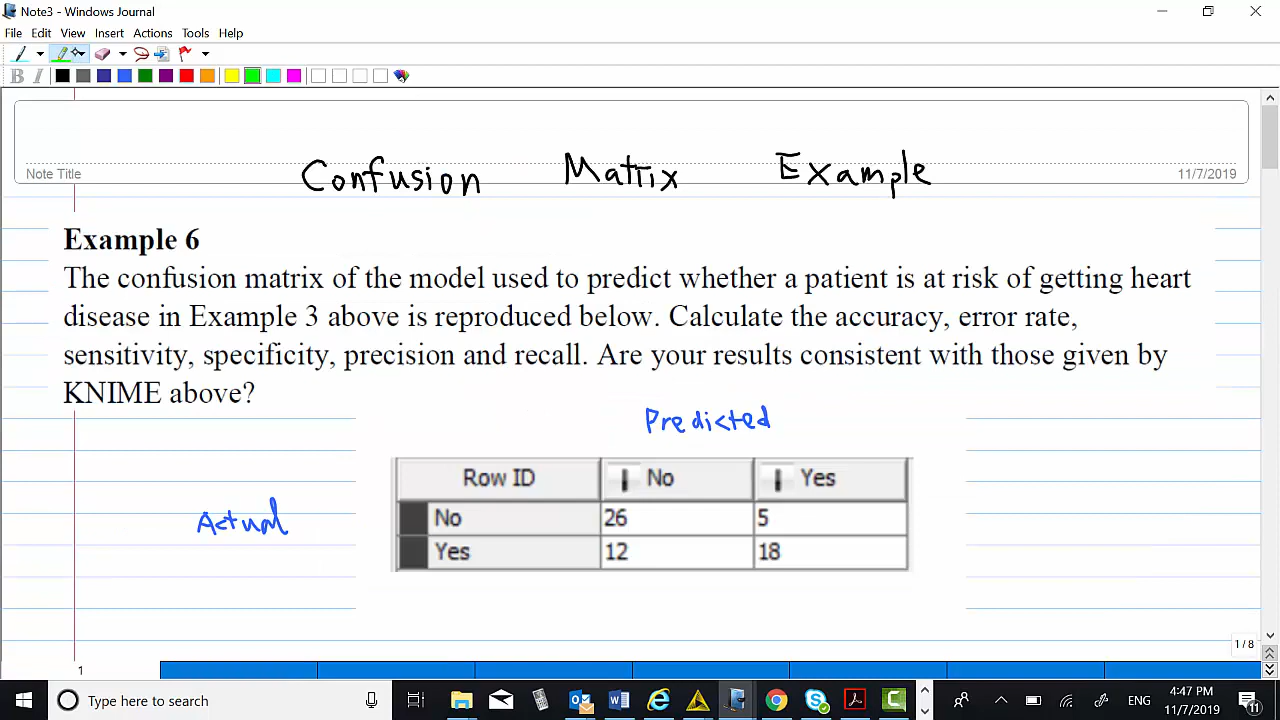 Note3 - Windows Journal
File Edit View Insert Actions Tools Help
B I
Confusion Matrix Example
Note Title 11/7/2019
Example 6
The confusion matrix of the model used to predict whether a patient is at risk of getting heart
disease in Example 3 above is reproduced below. Calculate the accuracy, error rate,
sensitivity, specificity, precision and recall. Are your results consistent with those given by
KNIME above?
Predicted
Row ID No Yes
Actual
No 26 5
Yes 12 18
1 / 8
1
Type here to search
ENG
4:47 PM
11/7/2019
11